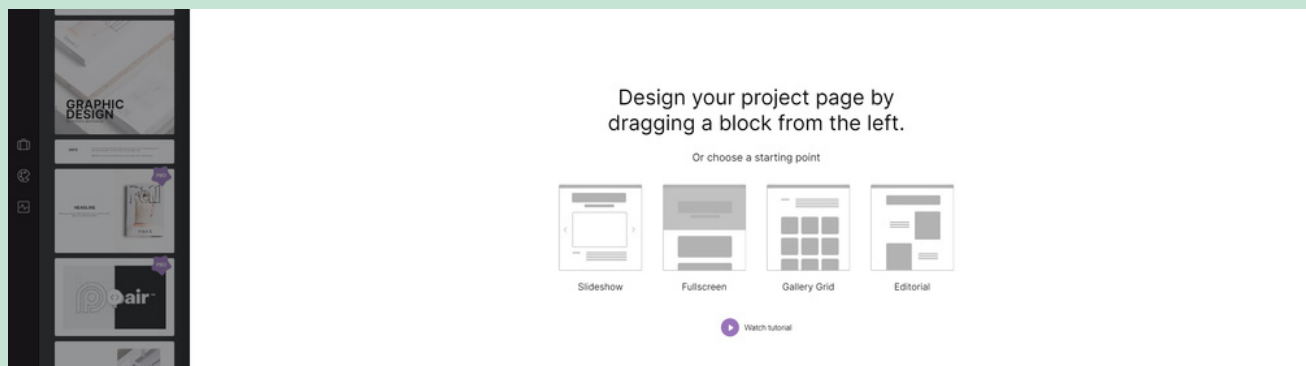 GRAPHIC
DESIGN
HEADLINE
PRO
air
PRO
Design your project page by
dragging a block from the left.
Or choose a starting point
Slideshow
Fullscreen
Gallery Grid
Editorial
Watch tutorial